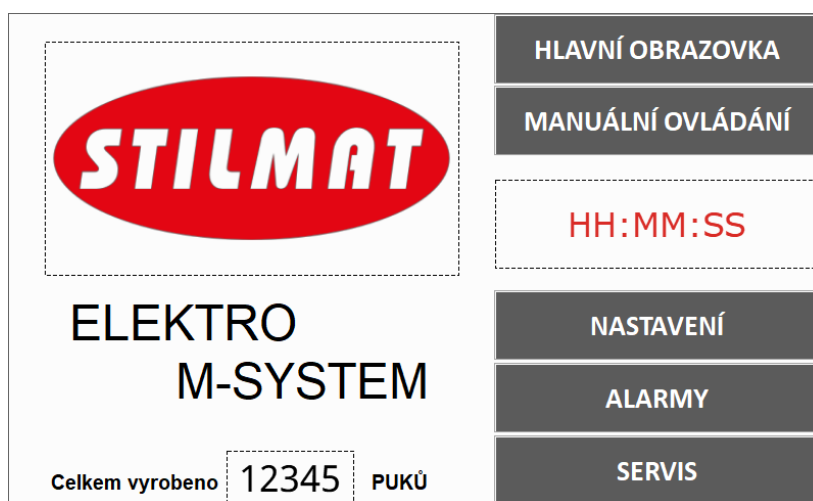 STILMAT
ELEKTRO
M-SYSTEM
Celkem vyrobeno 12345 PUKŮ
HLAVNÍ OBRAZOVKA
MANUÁLNÍ OVLÁDÁNÍ
HH:MM:SS
NASTAVENÍ
ALARMY
SERVIS